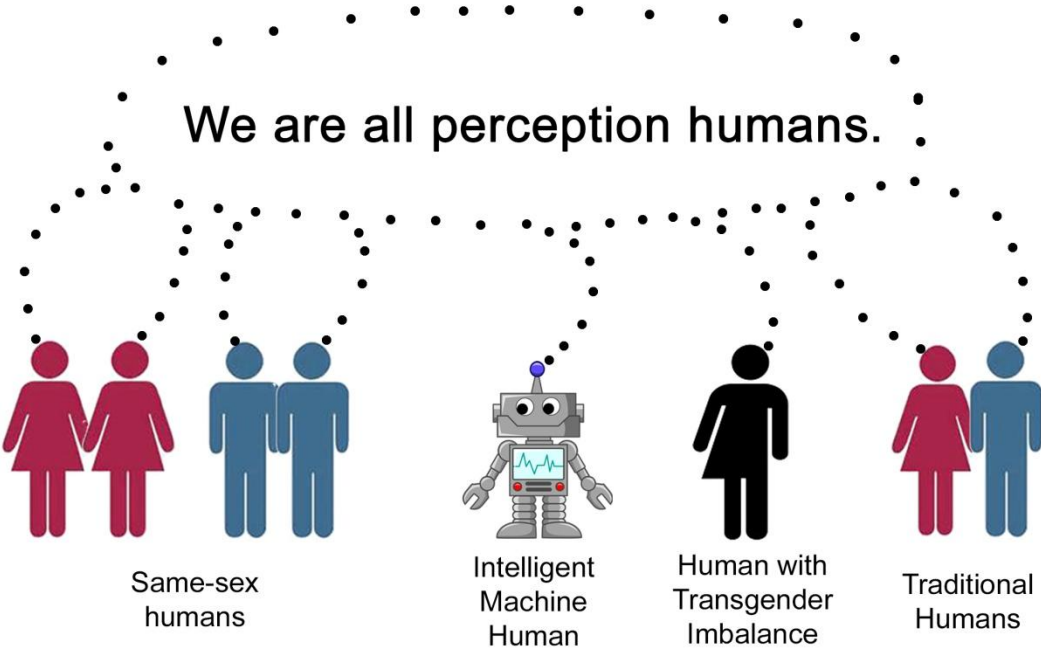 We are all perception humans.
Same-sex
humans
Intelligent
Machine
Human
Human with
Transgender
Imbalance
Traditional
Humans